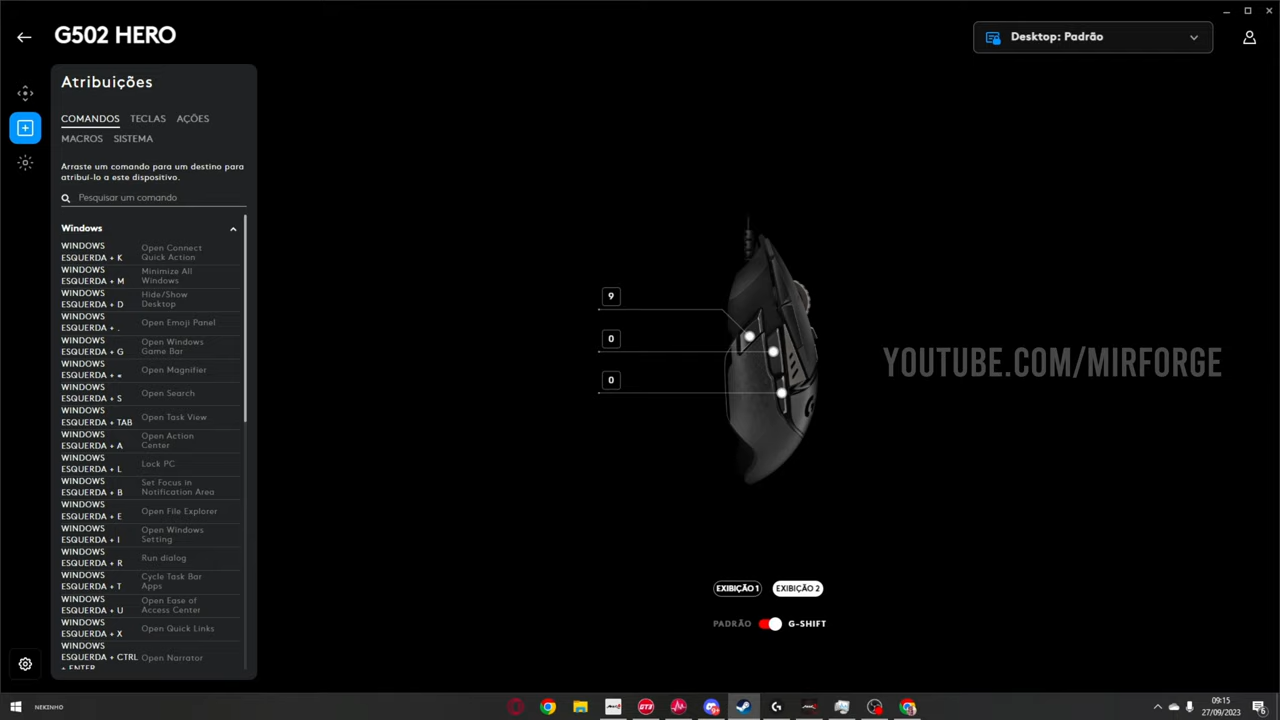 G502 HERO
Desktop: Padrão
Atribuições
COMANDOS TECLAS AÇÕES
MACROS SISTEMA
Arraste um comando para um destino para
atribuí-lo a este dispositivo.
Pesquisar um comando
Windows
WINDOWS
ESQUERDA + K
Open Connect
Quick Action
WINDOWS
ESQUERDA + M
Minimize All
Windows
WINDOWS
ESQUERDA + D
Hide/Show
Desktop
WINDOWS
ESQUERDA + .
Open Emoji Panel
WINDOWS
ESQUERDA + G
Open Windows
Game Bar
WINDOWS
ESQUERDA + =
Open Magnifier
WINDOWS
ESQUERDA + S
Open Search
WINDOWS
ESQUERDA + TAB
Open Task View
WINDOWS
ESQUERDA + A
Open Action
Center
WINDOWS
ESQUERDA + L
Lock PC
WINDOWS
ESQUERDA + B
Set Focus in
Notification Area
WINDOWS
ESQUERDA + E
Open File Explorer
WINDOWS
ESQUERDA + I
Open Windows
Setting
WINDOWS
ESQUERDA + R
Run dialog
WINDOWS
ESQUERDA + T
Cycle Task Bar
Apps
WINDOWS
ESQUERDA + U
Open Ease of
Access Center
WINDOWS
ESQUERDA + X
Open Quick Links
WINDOWS
ESQUERDA + CTRL
+ ENTER
Open Narrator
9
0
0
YOUTUBE.COM/MIRFORGE
EXIBIÇÃO 1 EXIBIÇÃO 2
PADRÃO G-SHIFT
NEKINHO
09:15
27/09/2023